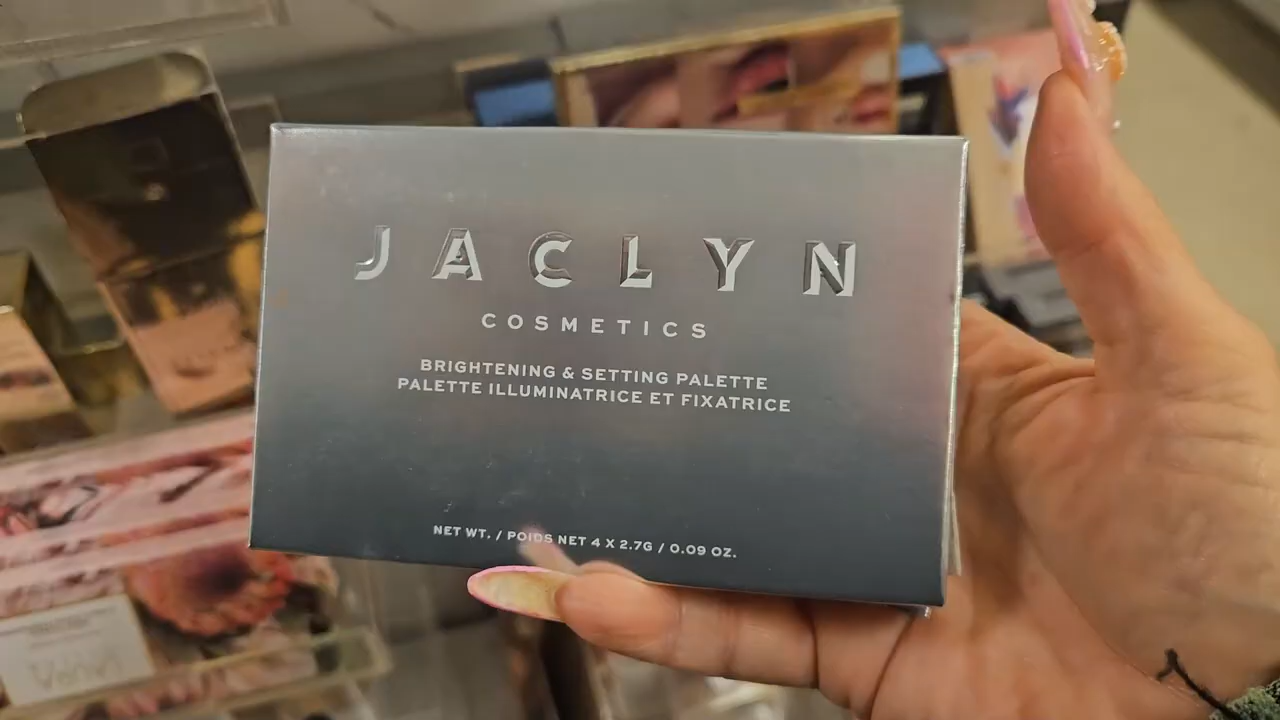 JACLYN
COSMETICS
BRIGHTENING & SETTING PALETTE
PALETTE ILLUMINATRICE ET FIXATRICE
NET WT. / POIDS NET 4 X 2.7G / 0.09 OZ.